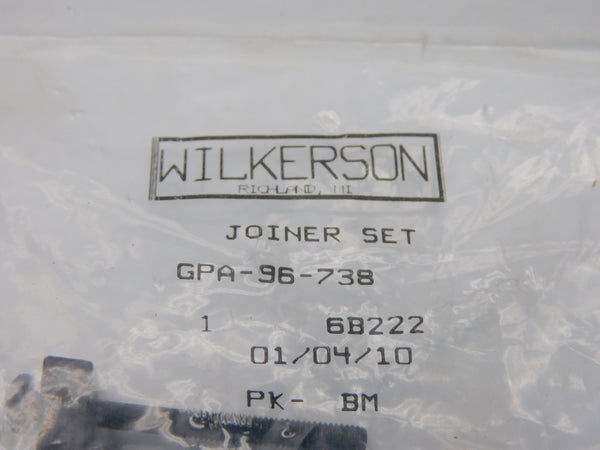 WILKERSON
RICHLAND, MI
JOINER SET
GPA-96-738
1 6B222
01/04/10
PK- BM